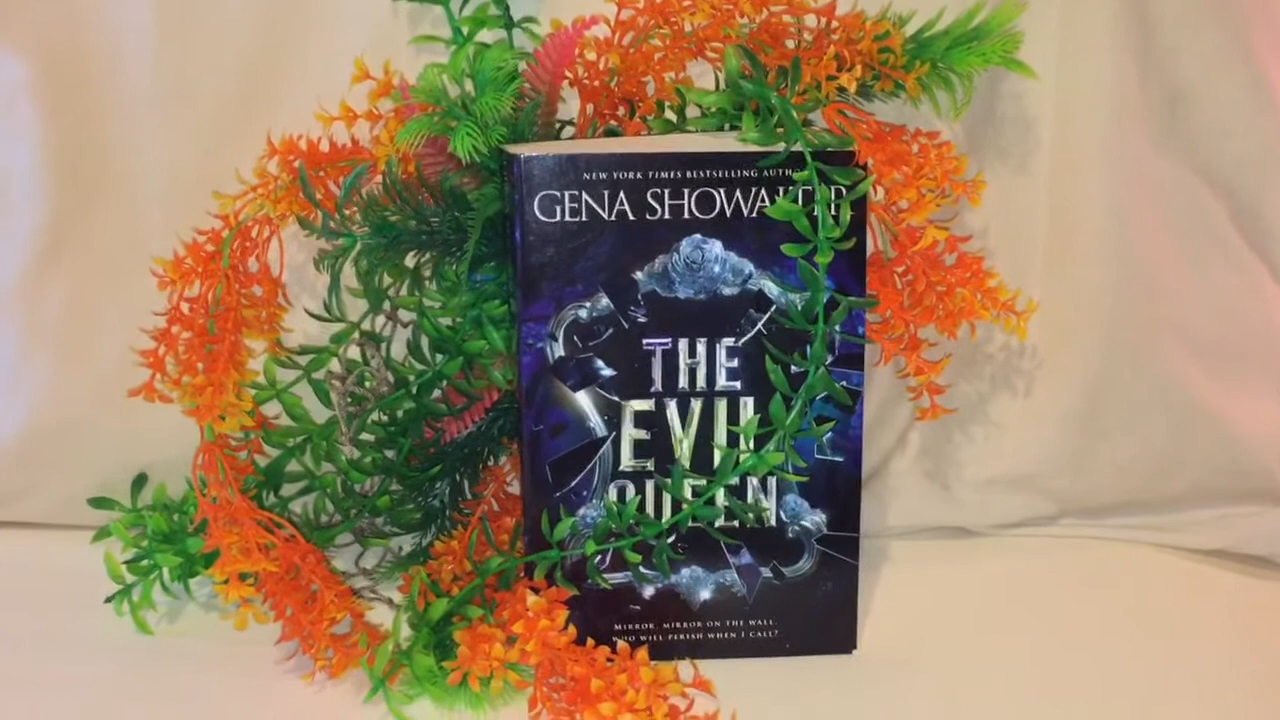 NEW YORK TIMES BESTSELLING AUTHOR
GENA SHOWALTER
THE
EVIL
QUEEN
MIRROR, MIRROR ON THE WALL,
WHO WILL PERISH WHEN I CALL?